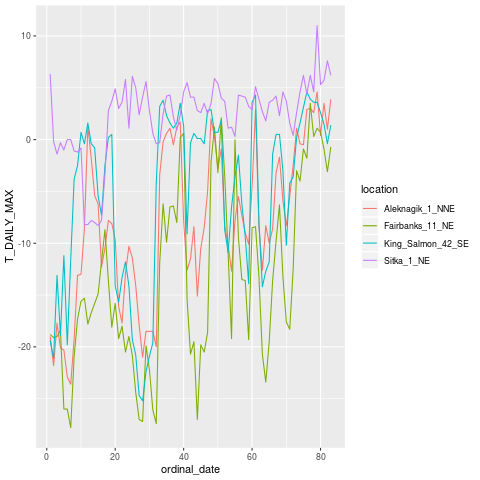 10
0
-10
-20
T_DAILY_MAX
0
20
40
60
80
ordinal_date
location
Aleknagik_1_NNE
Fairbanks_11_NE
King_Salmon_42_SE
Sitka_1_NE